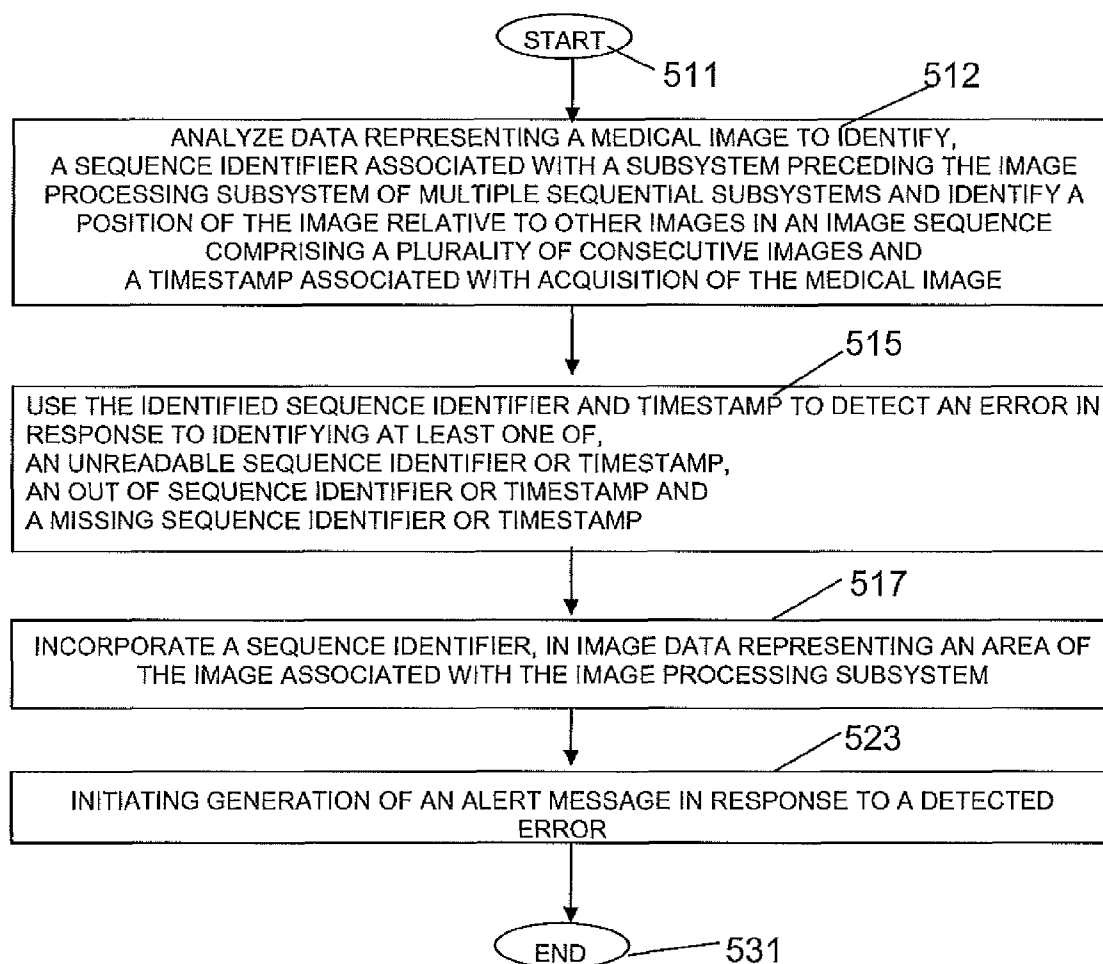 START
511
512
ANALYZE DATA REPRESENTING A MEDICAL IMAGE TO IDENTIFY,
A SEQUENCE IDENTIFIER ASSOCIATED WITH A SUBSYSTEM PRECEDING THE IMAGE
PROCESSING SUBSYSTEM OF MULTIPLE SEQUENTIAL SUBSYSTEMS AND IDENTIFY A
POSITION OF THE IMAGE RELATIVE TO OTHER IMAGES IN AN IMAGE SEQUENCE
COMPRISING A PLURALITY OF CONSECUTIVE IMAGES AND
A TIMESTAMP ASSOCIATED WITH ACQUISITION OF THE MEDICAL IMAGE
515
USE THE IDENTIFIED SEQUENCE IDENTIFIER AND TIMESTAMP TO DETECT AN ERROR IN
RESPONSE TO IDENTIFYING AT LEAST ONE OF,
AN UNREADABLE SEQUENCE IDENTIFIER OR TIMESTAMP,
AN OUT OF SEQUENCE IDENTIFIER OR TIMESTAMP AND
A MISSING SEQUENCE IDENTIFIER OR TIMESTAMP
517
INCORPORATE A SEQUENCE IDENTIFIER, IN IMAGE DATA REPRESENTING AN AREA OF
THE IMAGE ASSOCIATED WITH THE IMAGE PROCESSING SUBSYSTEM
523
INITIATING GENERATION OF AN ALERT MESSAGE IN RESPONSE TO A DETECTED
ERROR
END
531